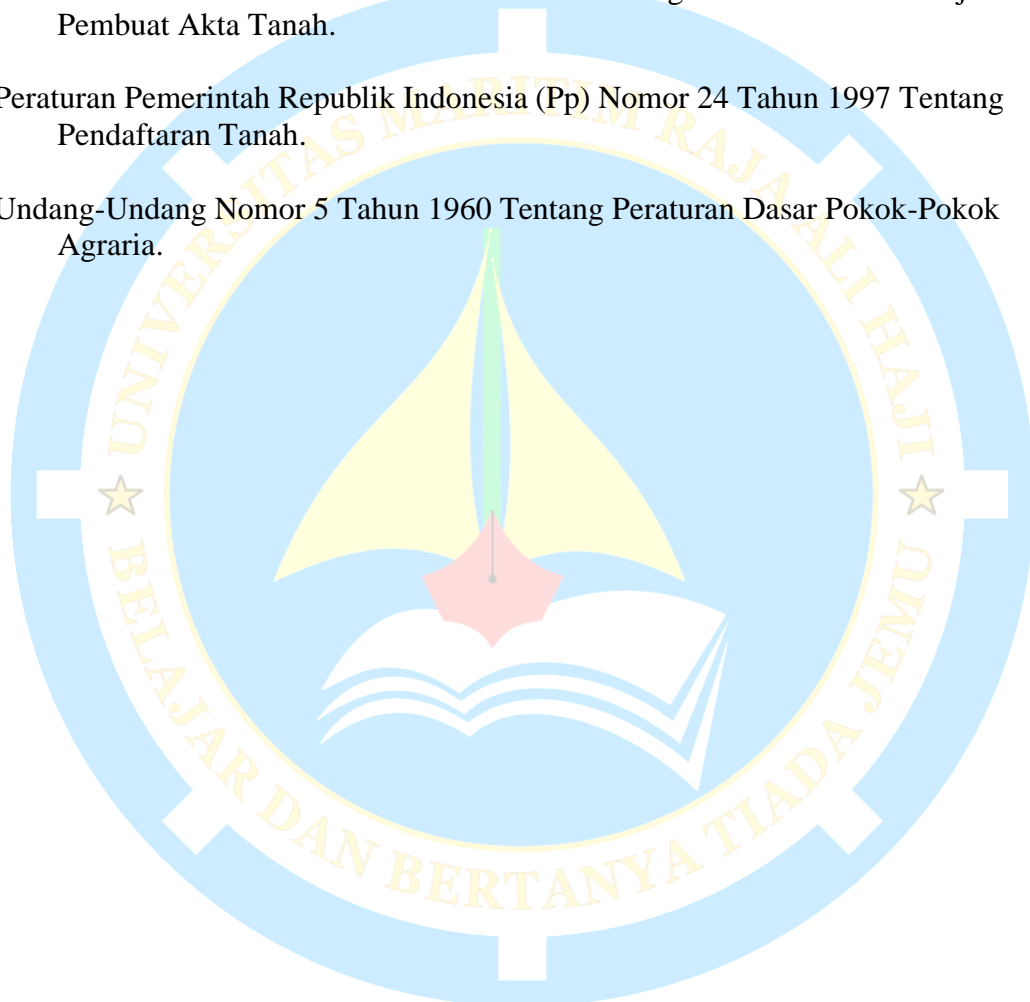 Pembuat Akta Tanah.
Peraturan Pemerintah Republik Indonesia (Pp) Nomor 24 Tahun 1997 Tentang
Pendaftaran Tanah.
Undang-Undang Nomor 5 Tahun 1960 Tentang Peraturan Dasar Pokok-Pokok
Agraria.
UNIVERSITAS MARITIM RAJA ALI HAJI
BELAJAR DAN BERTANYA TIADA JEMU